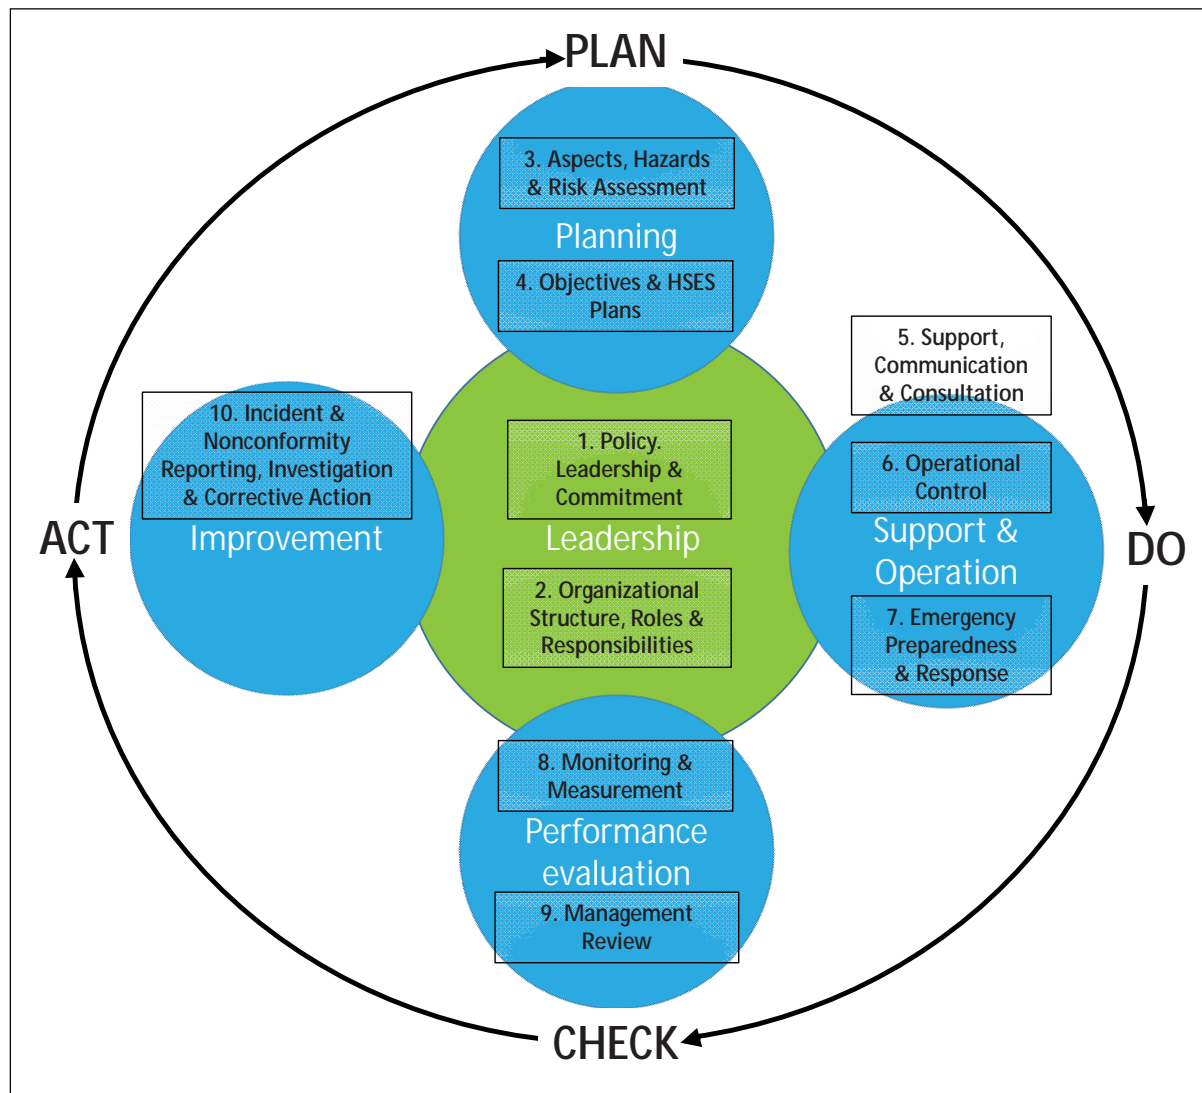 PLAN
3. Aspects, Hazards
& Risk Assessment
Planning
4. Objectives & HSES
Plans
5. Support,
Communication
& Consultation
6. Operational
Control
Support &
Operation
7. Emergency
Preparedness
& Response
DO
10. Incident &
Nonconformity
Reporting, Investigation
& Corrective Action
Improvement
ACT
1. Policy.
Leadership &
Commitment
Leadership
2. Organizational
Structure, Roles &
Responsibilities
8. Monitoring &
Measurement
Performance
evaluation
9. Management
Review
CHECK